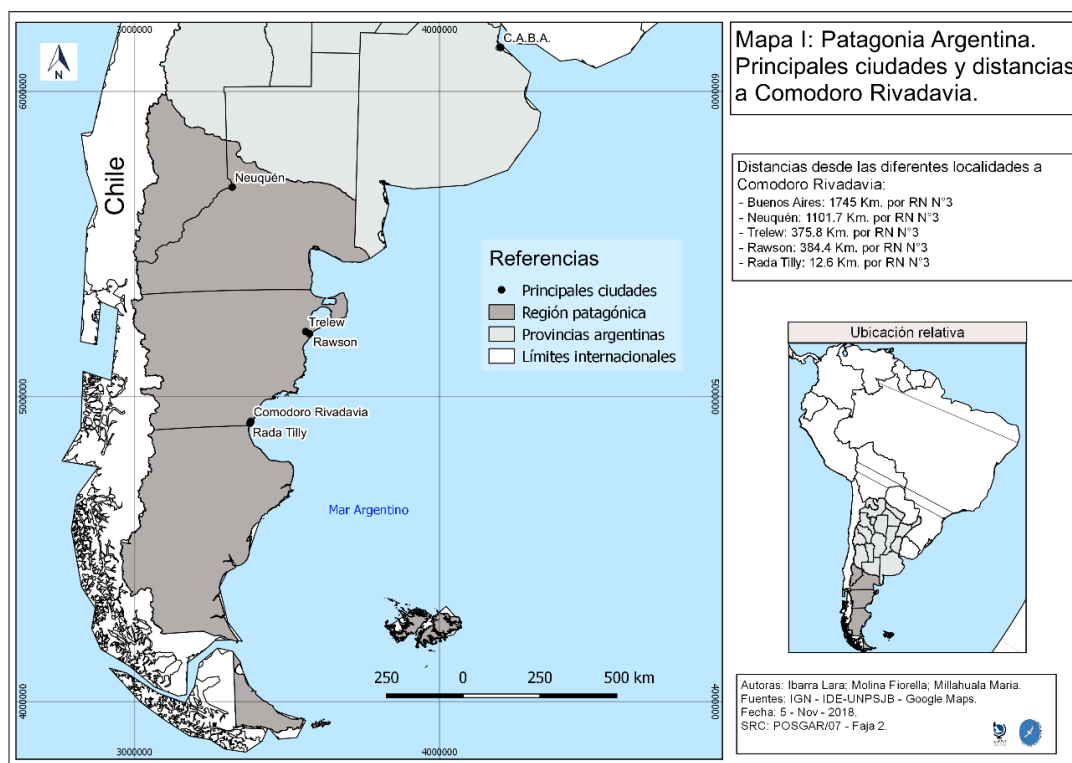 3000000
4000000
C.A.B.A.
6000000
6000000
N
Chile
Neuquén
Referencias
Principales ciudades
Región patagónica
Provincias argentinas
Límites internacionales
Trelew
Rawson
5000000
5000000
Comodoro Rivadavia
Rada Tilly
Mar Argentino
250
0
250
500 km
4000000
4000000
3000000
4000000
Mapa I: Patagonia Argentina.
Principales ciudades y distancias
a Comodoro Rivadavia.
Distancias desde las diferentes localidades a
Comodoro Rivadavia:
- Buenos Aires: 1745 Km. por RN N°3
- Neuquén: 1101.7 Km. por RN N°3
- Trelew: 375.8 Km. por RN N°3
- Rawson: 384.4 Km. por RN N°3
- Rada Tilly: 12.6 Km. por RN N°3
Ubicación relativa
Autoras: Ibarra Lara; Molina Fiorella; Millahuala Maria.
Fuentes: IGN - IDE-UNPSJB - Google Maps.
Fecha: 5 - Nov - 2018.
SRC: POSGAR/07 - Faja 2.